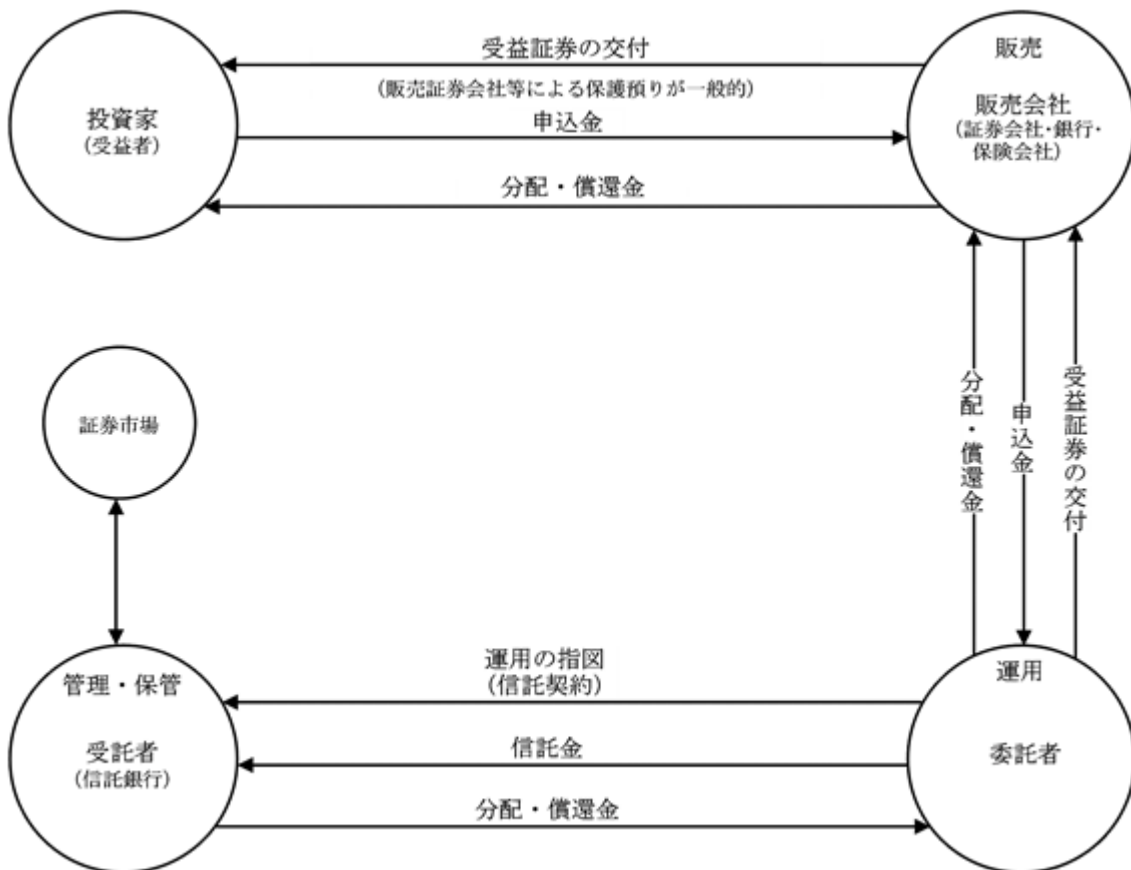 受益証券の交付
(販売証券会社等による保護預りが一般的)
申込金
分配・償還金
投資家
(受益者)
販売
販売会社
(証券会社・銀行・
保険会社)
証券市場
分配・償還金
申込金
受益証券の交付
運用の指図
(信託契約)
信託金
分配・償還金
管理・保管
受託者
(信託銀行)
運用
委託者